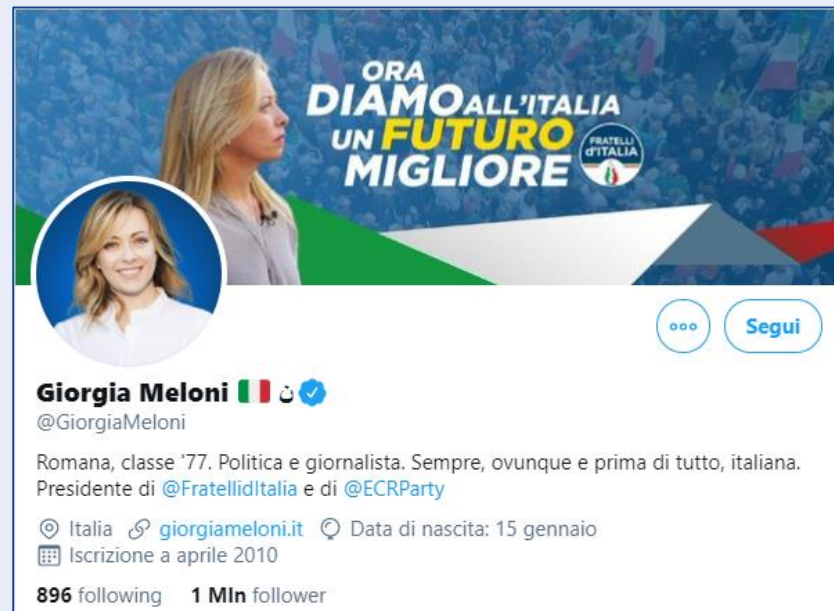 ORA
DIAMO ALL'ITALIA
UN FUTURO
MIGLIORE
FRATELLI
d'ITALIA
Segui
Giorgia Meloni 🇮🇹 ن
@GiorgiaMeloni
Romana, classe '77. Politica e giornalista. Sempre, ovunque e prima di tutto, italiana.
Presidente di @FratellidItalia e di @ECRParty
Italia giorgiameloni.it Data di nascita: 15 gennaio
Iscrizione a aprile 2010
896 following 1 Mln follower